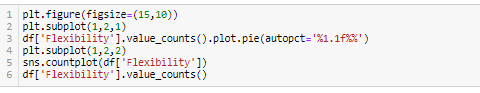 1 plt.figure(figsize=(15,10))
2 plt.subplot(1,2,1)
3 df['Flexibility'].value_counts().plot.pie(autopct='%1.1f%%')
4 plt.subplot(1,2,2)
5 sns.countplot(df['Flexibility'])
6 df['Flexibility'].value_counts()